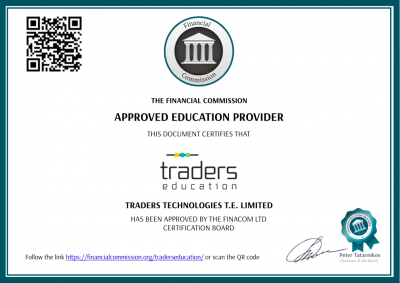 Financial
Commission
THE FINANCIAL COMMISSION
APPROVED EDUCATION PROVIDER
THIS DOCUMENT CERTIFIES THAT
traders
education
TRADERS TECHNOLOGIES T.E. LIMITED
HAS BEEN APPROVED BY THE FINACOM LTD
CERTIFICATION BOARD
Follow the link https://financialcommission.org/traderseducation/ or scan the QR code
Peter Tatarnikov
Chairman of the Board